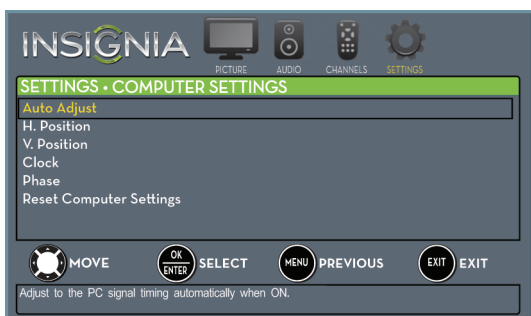 INSIGNIA
PICTURE AUDIO CHANNELS SETTINGS
SETTINGS • COMPUTER SETTINGS
Auto Adjust
H. Position
V. Position
Clock
Phase
Reset Computer Settings
MOVE OK ENTER SELECT MENU PREVIOUS EXIT EXIT
Adjust to the PC signal timing automatically when ON.